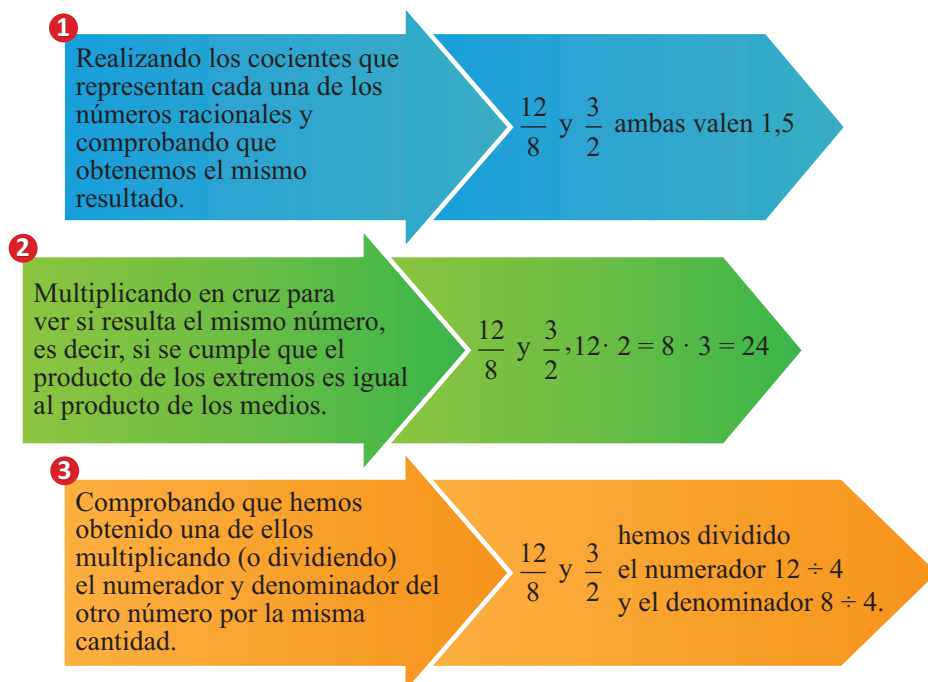 1
Realizando los cocientes que
representan cada una de los
números racionales y
comprobando que
obtenemos el mismo
resultado.
12/8 y 3/2 ambas valen 1,5
2
Multiplicando en cruz para
ver si resulta el mismo número,
es decir, si se cumple que el
producto de los extremos es igual
al producto de los medios.
12/8 y 3/2 ,12· 2 = 8 · 3 = 24
3
Comprobando que hemos
obtenido una de ellos
multiplicando (o dividiendo)
el numerador y denominador del
otro número por la misma
cantidad.
12/8 y 3/2
hemos dividido
el numerador 12 ÷ 4
y el denominador 8 ÷ 4.